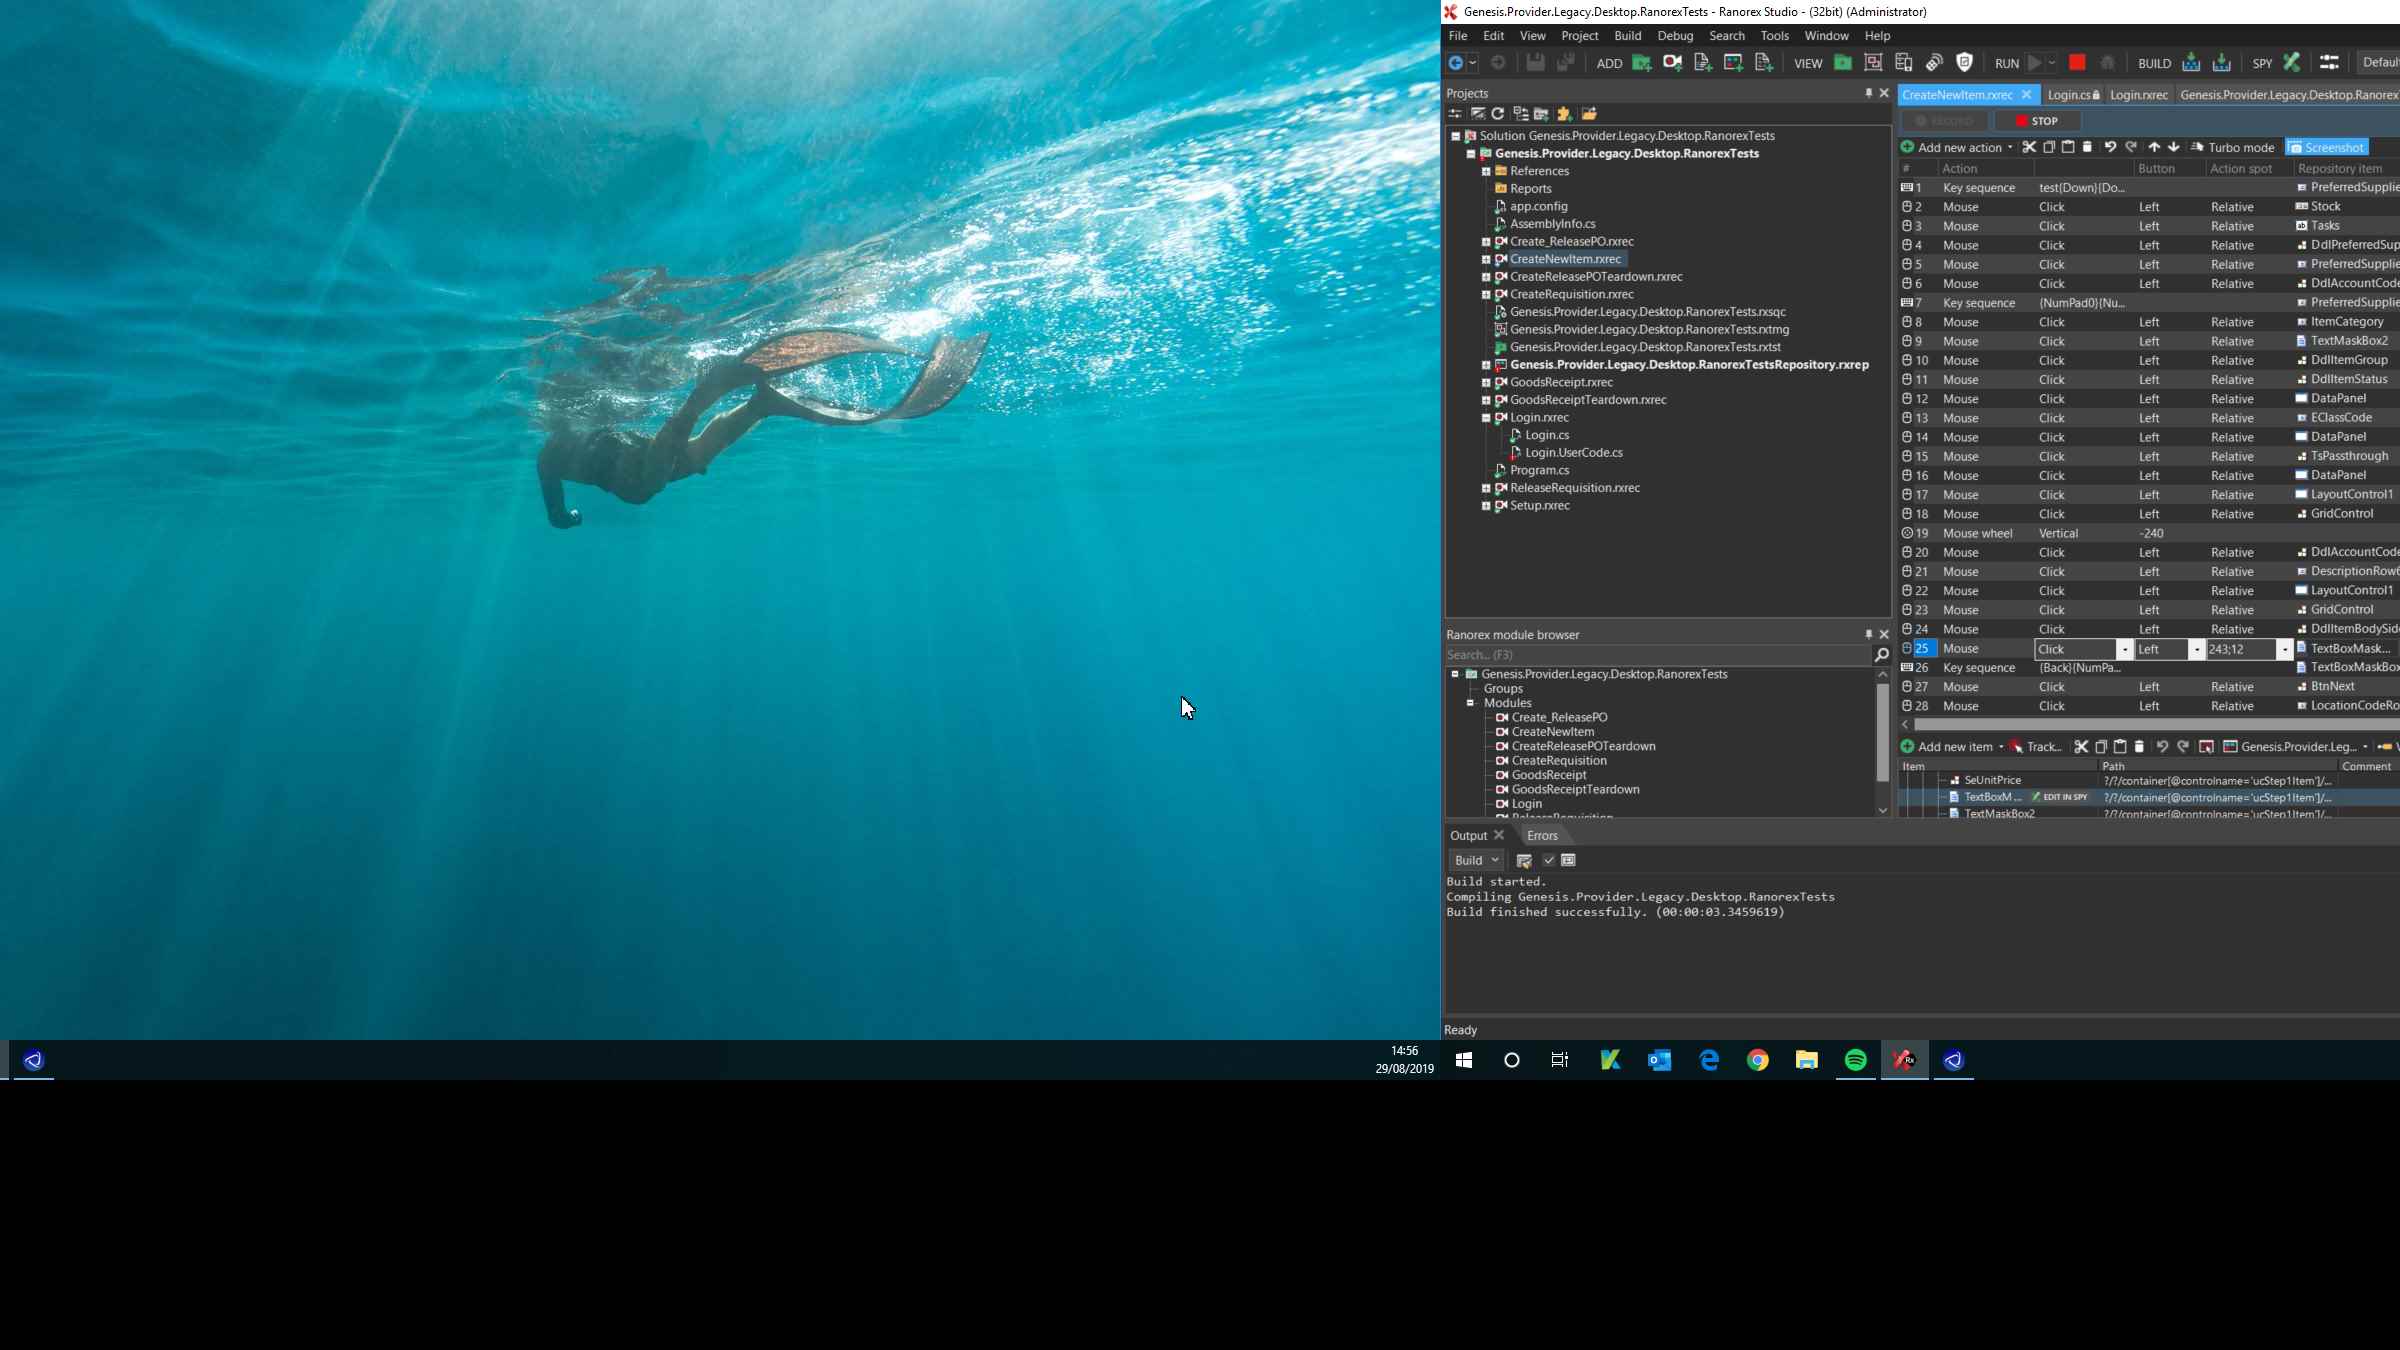 Genesis.Provider.Legacy.Desktop.RanorexTests - Ranorex Studio - (32bit) (Administrator)
File Edit View Project Build Debug Search Tools Window Help
ADD VIEW RUN BUILD SPY Defaul
Projects
Solution Genesis.Provider.Legacy.Desktop.RanorexTests
Genesis.Provider.Legacy.Desktop.RanorexTests
References
Reports
app.config
AssemblyInfo.cs
Create_ReleasePO.rxrec
CreateNewItem.rxrec
CreateReleasePOTeardown.rxrec
CreateRequisition.rxrec
Genesis.Provider.Legacy.Desktop.RanorexTests.rxsqc
Genesis.Provider.Legacy.Desktop.RanorexTests.rxtmg
Genesis.Provider.Legacy.Desktop.RanorexTests.rxtst
Genesis.Provider.Legacy.Desktop.RanorexTestsRepository.rxrep
GoodsReceipt.rxrec
GoodsReceiptTeardown.rxrec
Login.rxrec
Login.cs
Login.UserCode.cs
Program.cs
ReleaseRequisition.rxrec
Setup.rxrec
Ranorex module browser
Search... (F3)
Genesis.Provider.Legacy.Desktop.RanorexTests
Groups
Modules
Create_ReleasePO
CreateNewItem
CreateReleasePOTeardown
CreateRequisition
GoodsReceipt
GoodsReceiptTeardown
Login
ReleaseRequisition
CreateNewItem.rxrec Login.cs Login.rxrec Genesis.Provider.Legacy.Desktop.Ranorex
RECORD STOP
Add new action Turbo mode Screenshot
# Action Button Action spot Repository item
1 Key sequence test{Down}{Do... PreferredSupplie
2 Mouse Click Left Relative Stock
3 Mouse Click Left Relative Tasks
4 Mouse Click Left Relative DdlPreferredSup
5 Mouse Click Left Relative PreferredSupplie
6 Mouse Click Left Relative DdlAccountCode
7 Key sequence {NumPad0}{Nu... PreferredSupplie
8 Mouse Click Left Relative ItemCategory
9 Mouse Click Left Relative TextMaskBox2
10 Mouse Click Left Relative DdlItemGroup
11 Mouse Click Left Relative DdlItemStatus
12 Mouse Click Left Relative DataPanel
13 Mouse Click Left Relative EClassCode
14 Mouse Click Left Relative DataPanel
15 Mouse Click Left Relative TsPassthrough
16 Mouse Click Left Relative DataPanel
17 Mouse Click Left Relative LayoutControl1
18 Mouse Click Left Relative GridControl
19 Mouse wheel Vertical -240
20 Mouse Click Left Relative DdlAccountCode
21 Mouse Click Left Relative DescriptionRow6
22 Mouse Click Left Relative LayoutControl1
23 Mouse Click Left Relative GridControl
24 Mouse Click Left Relative DdlItemBodySid
25 Mouse Click Left 243;12 TextBoxMask...
26 Key sequence {Back}{NumPa... TextBoxMaskBox
27 Mouse Click Left Relative BtnNext
28 Mouse Click Left Relative LocationCodeRo
Add new item Track... Genesis.Provider.Leg...
Item Path Comment
SeUnitPrice ?/?/container[@controlname='ucStep1Item']/...
TextBoxM ... EDIT IN SPY ?/?/container[@controlname='ucStep1Item']/...
TextMaskBox2 ?/?/container[@controlname='ucStep1Item']/...
Output Errors
Build
Build started.
Compiling Genesis.Provider.Legacy.Desktop.RanorexTests
Build finished successfully. (00:00:03.3459619)
Ready
14:56
29/08/2019